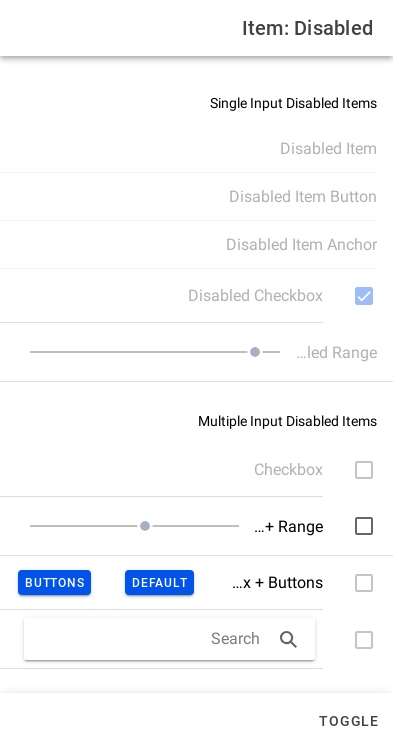 Item: Disabled
Single Input Disabled Items
Disabled Item
Disabled Item Button
Disabled Item Anchor
Disabled Checkbox
...led Range
Multiple Input Disabled Items
Checkbox
...+ Range
...x + Buttons DEFAULT BUTTONS
Search
TOGGLE